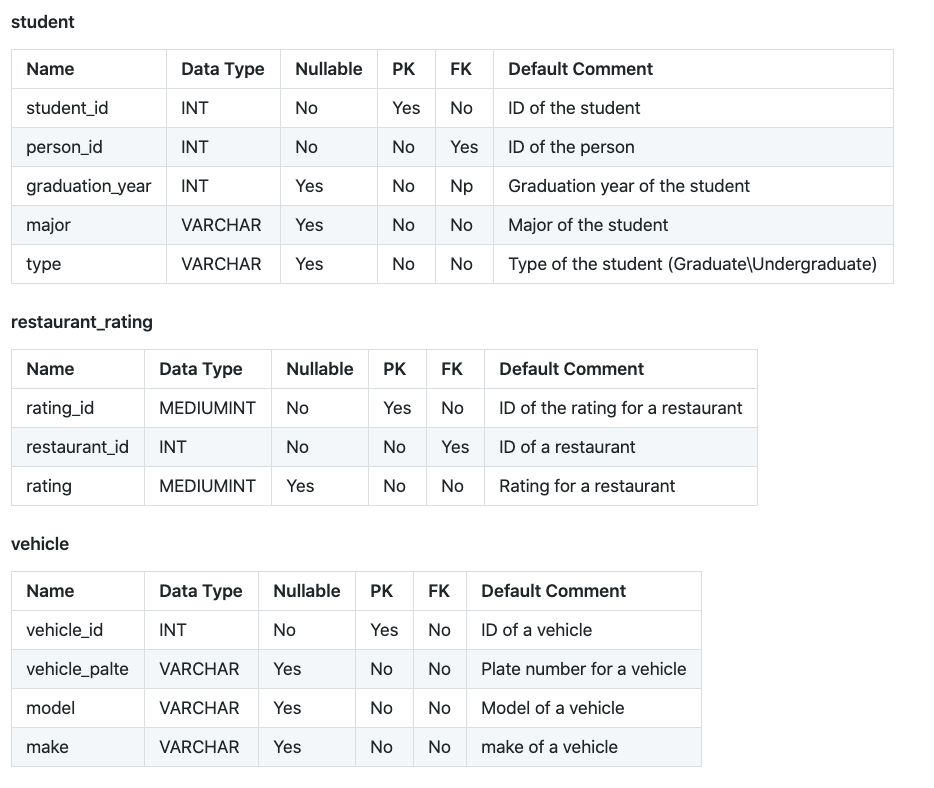 student
Name Data Type Nullable PK FK Default Comment
student_id INT No Yes No ID of the student
person_id INT No No Yes ID of the person
graduation_year INT Yes No Np Graduation year of the student
major VARCHAR Yes No No Major of the student
type VARCHAR Yes No No Type of the student (Graduate\Undergraduate)
restaurant_rating
Name Data Type Nullable PK FK Default Comment
rating_id MEDIUMINT No Yes No ID of the rating for a restaurant
restaurant_id INT No No Yes ID of a restaurant
rating MEDIUMINT Yes No No Rating for a restaurant
vehicle
Name Data Type Nullable PK FK Default Comment
vehicle_id INT No Yes No ID of a vehicle
vehicle_palte VARCHAR Yes No No Plate number for a vehicle
model VARCHAR Yes No No Model of a vehicle
make VARCHAR Yes No No make of a vehicle